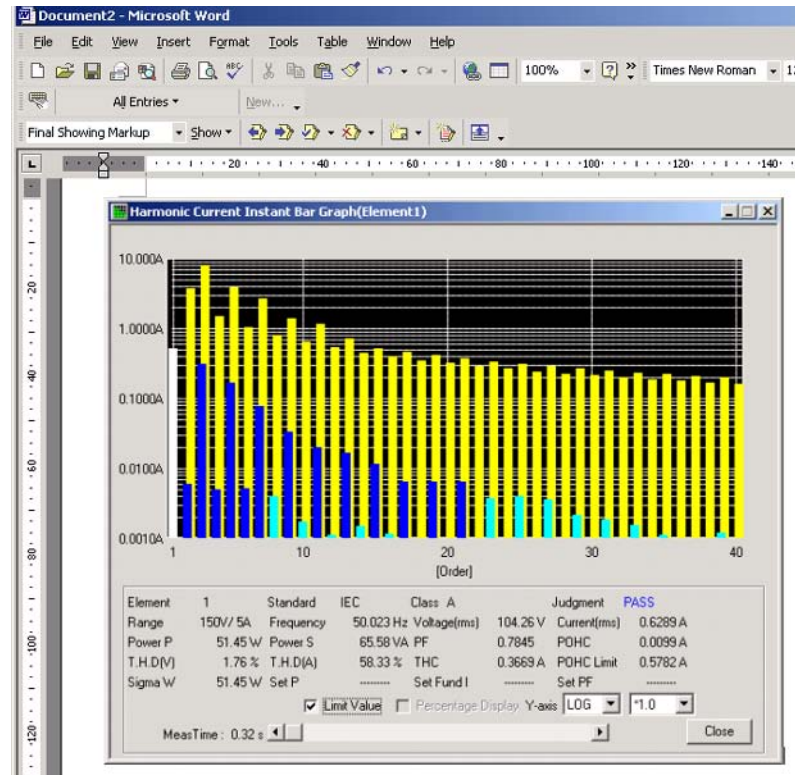 Document2 - Microsoft Word
File Edit View Insert Format Tools Table Window Help
ABC 100% Times New Roman
All Entries New...
Final Showing Markup Show
L 20 40 60 80 100 120 140
20
40
60
80
100
120
Harmonic Current Instant Bar Graph(Element1)
10.000A
1.0000A
0.1000A
0.0100A
0.0010A
1 10 20 30 40
[Order]
Element 1 Standard IEC Class A Judgment PASS
Range 150V/ 5A Frequency 50.023 Hz Voltage(rms) 104.26 V Current(rms) 0.6289 A
Power P 51.45 W Power S 65.58 VA PF 0.7845 POHC 0.0099 A
T.H.D(V) 1.76 % T.H.D(A) 58.33 % THC 0.3669 A POHC Limit 0.5782 A
Sigma W 51.45 W Set P -------- Set Fund I -------- Set PF --------
Limit Value Percentage Display Y-axis LOG *1.0
MeasTime : 0.32 s Close